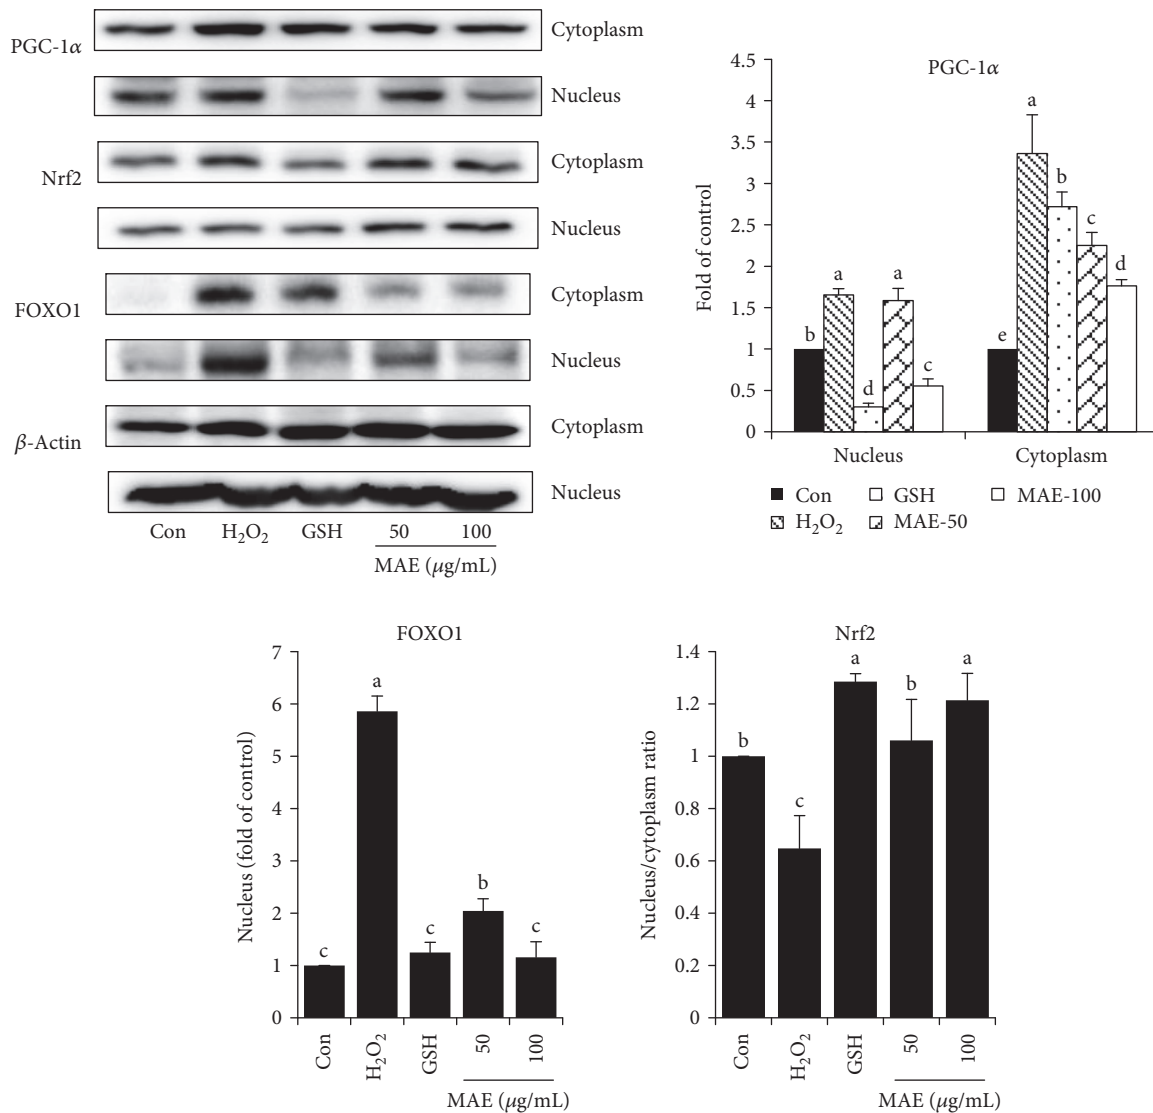 PGC-1α
Cytoplasm
Nucleus
Nrf2
Cytoplasm
Nucleus
FOXO1
Cytoplasm
Nucleus
β-Actin
Cytoplasm
Nucleus
Con H₂O₂ GSH 50 100
MAE (μg/mL)
PGC-1α
Fold of control
4.5
4
3.5
3
2.5
2
1.5
1
0.5
0
b a d a c
e a b c d
Nucleus Cytoplasm
Con GSH MAE-100
H₂O₂ MAE-50
FOXO1
Nucleus (fold of control)
7
6
5
4
3
2
1
0
c a c b c
Con H₂O₂ GSH 50 100
MAE (μg/mL)
Nrf2
Nucleus/cytoplasm ratio
1.4
1.2
1
0.8
0.6
0.4
0.2
0
b c a b a
Con H₂O₂ GSH 50 100
MAE (μg/mL)